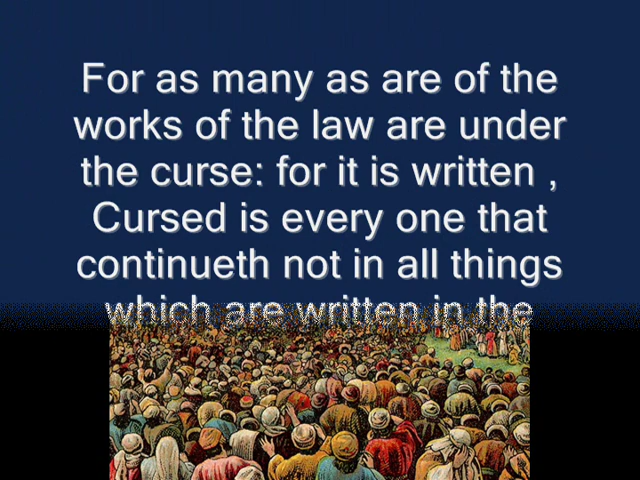 For as many as are of the
works of the law are under
the curse: for it is written ,
Cursed is every one that
continueth not in all things
which are written in the